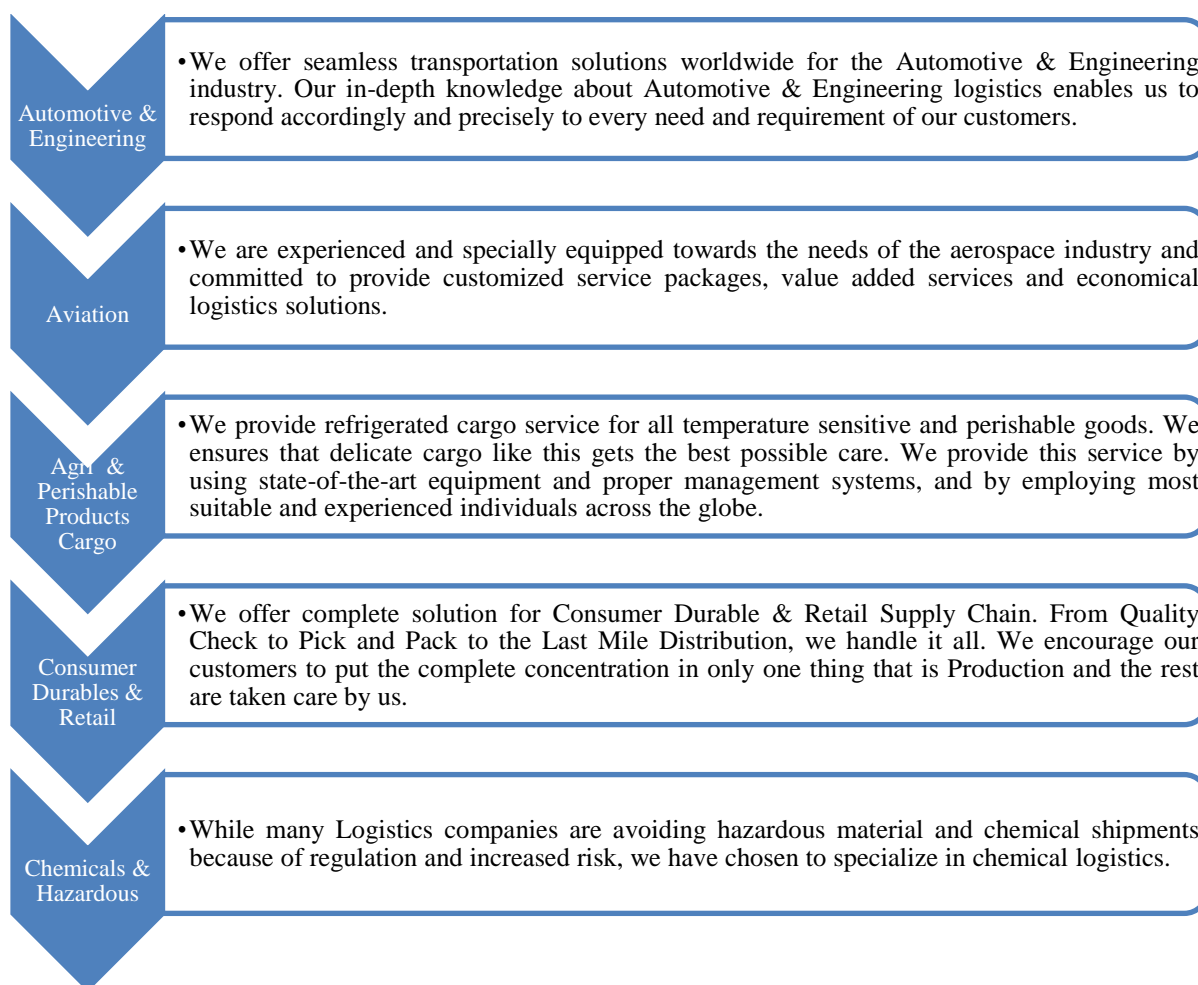 Automotive &
Engineering
•We offer seamless transportation solutions worldwide for the Automotive & Engineering
industry. Our in-depth knowledge about Automotive & Engineering logistics enables us to
respond accordingly and precisely to every need and requirement of our customers.
Aviation
•We are experienced and specially equipped towards the needs of the aerospace industry and
committed to provide customized service packages, value added services and economical
logistics solutions.
Agri &
Perishable
Products
Cargo
•We provide refrigerated cargo service for all temperature sensitive and perishable goods. We
ensures that delicate cargo like this gets the best possible care. We provide this service by
using state-of-the-art equipment and proper management systems, and by employing most
suitable and experienced individuals across the globe.
Consumer
Durables &
Retail
•We offer complete solution for Consumer Durable & Retail Supply Chain. From Quality
Check to Pick and Pack to the Last Mile Distribution, we handle it all. We encourage our
customers to put the complete concentration in only one thing that is Production and the rest
are taken care by us.
Chemicals &
Hazardous
•While many Logistics companies are avoiding hazardous material and chemical shipments
because of regulation and increased risk, we have chosen to specialize in chemical logistics.